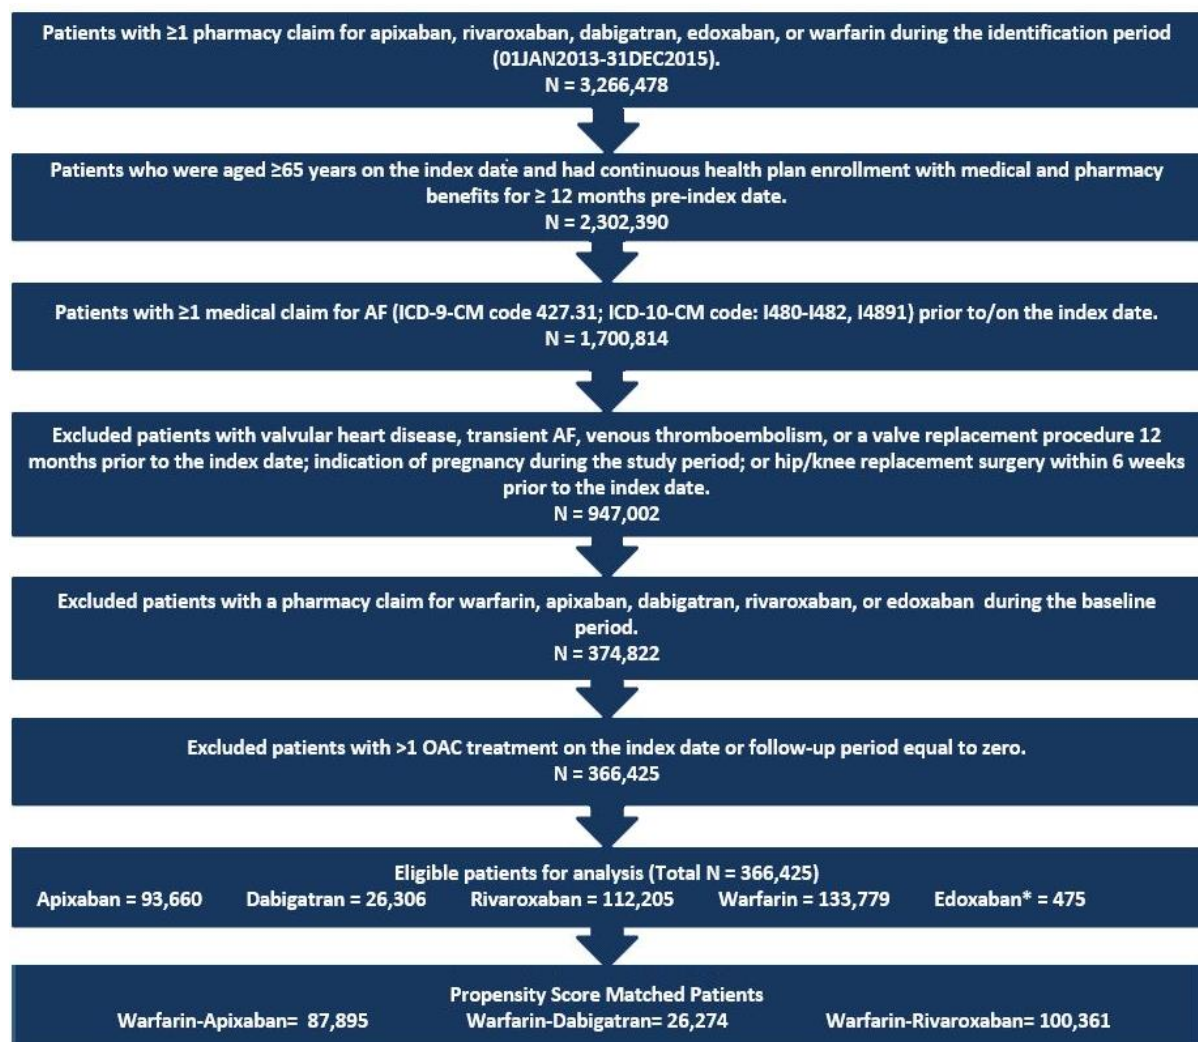 Patients with ≥1 pharmacy claim for apixaban, rivaroxaban, dabigatran, edoxaban, or warfarin during the identification period
(01JAN2013-31DEC2015).
N = 3,266,478
Patients who were aged ≥65 years on the index date and had continuous health plan enrollment with medical and pharmacy
benefits for ≥ 12 months pre-index date.
N = 2,302,390
Patients with ≥1 medical claim for AF (ICD-9-CM code 427.31; ICD-10-CM code: I480-I482, I4891) prior to/on the index date.
N = 1,700,814
Excluded patients with valvular heart disease, transient AF, venous thromboembolism, or a valve replacement procedure 12
months prior to the index date; indication of pregnancy during the study period; or hip/knee replacement surgery within 6 weeks
prior to the index date.
N = 947,002
Excluded patients with a pharmacy claim for warfarin, apixaban, dabigatran, rivaroxaban, or edoxaban during the baseline
period.
N = 374,822
Excluded patients with >1 OAC treatment on the index date or follow-up period equal to zero.
N = 366,425
Eligible patients for analysis (Total N = 366,425)
Apixaban = 93,660 Dabigatran = 26,306 Rivaroxaban = 112,205 Warfarin = 133,779 Edoxaban* = 475
Propensity Score Matched Patients
Warfarin-Apixaban= 87,895 Warfarin-Dabigatran= 26,274 Warfarin-Rivaroxaban= 100,361